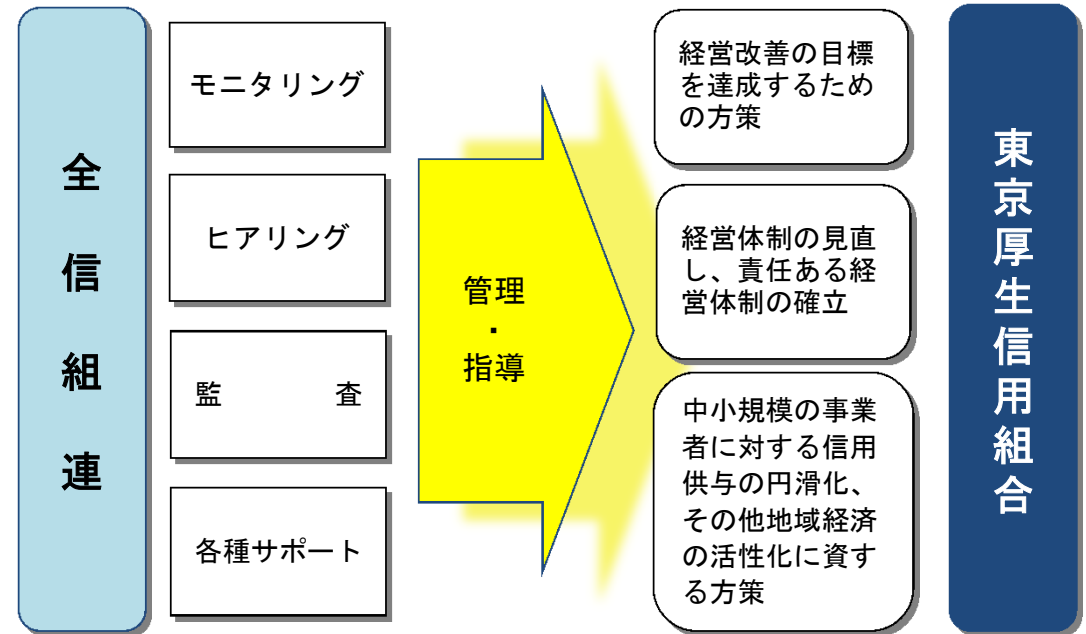 全信組連
モニタリング
ヒアリング
監　査
各種サポート
管理
・
指導
経営改善の目標
を達成するため
の方策
経営体制の見直
し、責任ある経
営体制の確立
中小規模の事業
者に対する信用
供与の円滑化、
その他地域経済
の活性化に資す
る方策
東京厚生信用組合